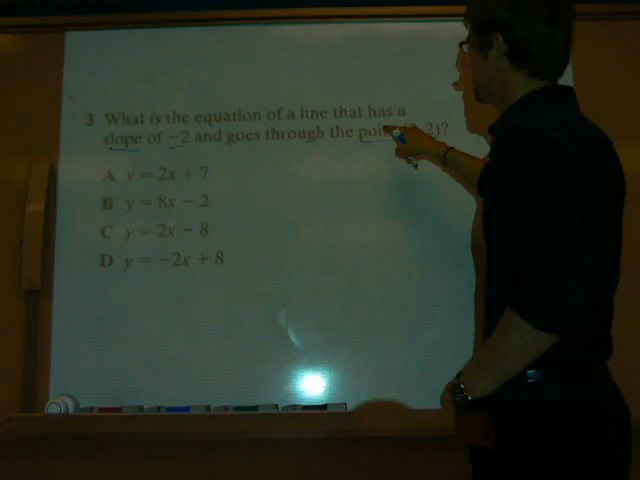 3 What is the equation of a line that has a
slope of −2 and goes through the 2)?
A y = 2x + 7
B y = 8x − 2
C y = 2x − 8
D y = −2x + 8